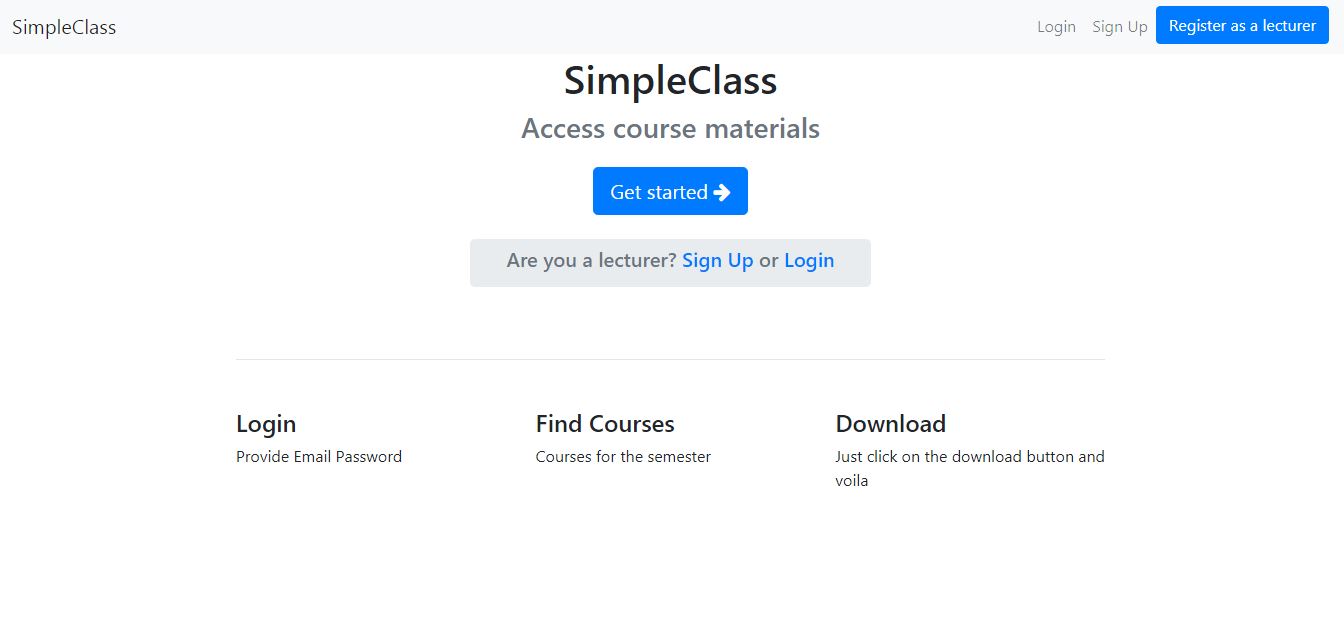 SimpleClass
Login
Sign Up
Register as a lecturer
SimpleClass
Access course materials
Get started
Are you a lecturer? Sign Up or Login
Login
Provide Email Password
Find Courses
Courses for the semester
Download
Just click on the download button and
voila